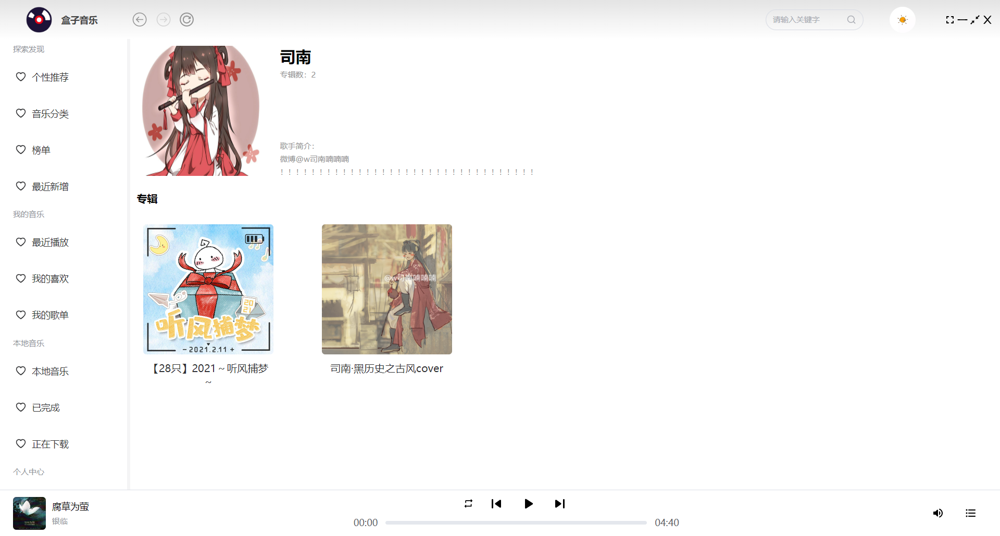 盒子音乐
请输入关键字
探索发现
个性推荐
音乐分类
榜单
最近新增
我的音乐
最近播放
我的喜欢
我的歌单
本地音乐
本地音乐
已完成
正在下载
个人中心
司南
专辑数：2
歌手简介：
微博@w司南喃喃喃
！！！！！！！！！！！！！！！！！！！！！！！！！！！！！！！！！
专辑
20
21
听风捕梦
-2021.2.11+
@w司南喃喃喃
【28只】2021～听风捕梦
～
司南·黑历史之古风cover
腐草为萤
银临
00:00
04:40